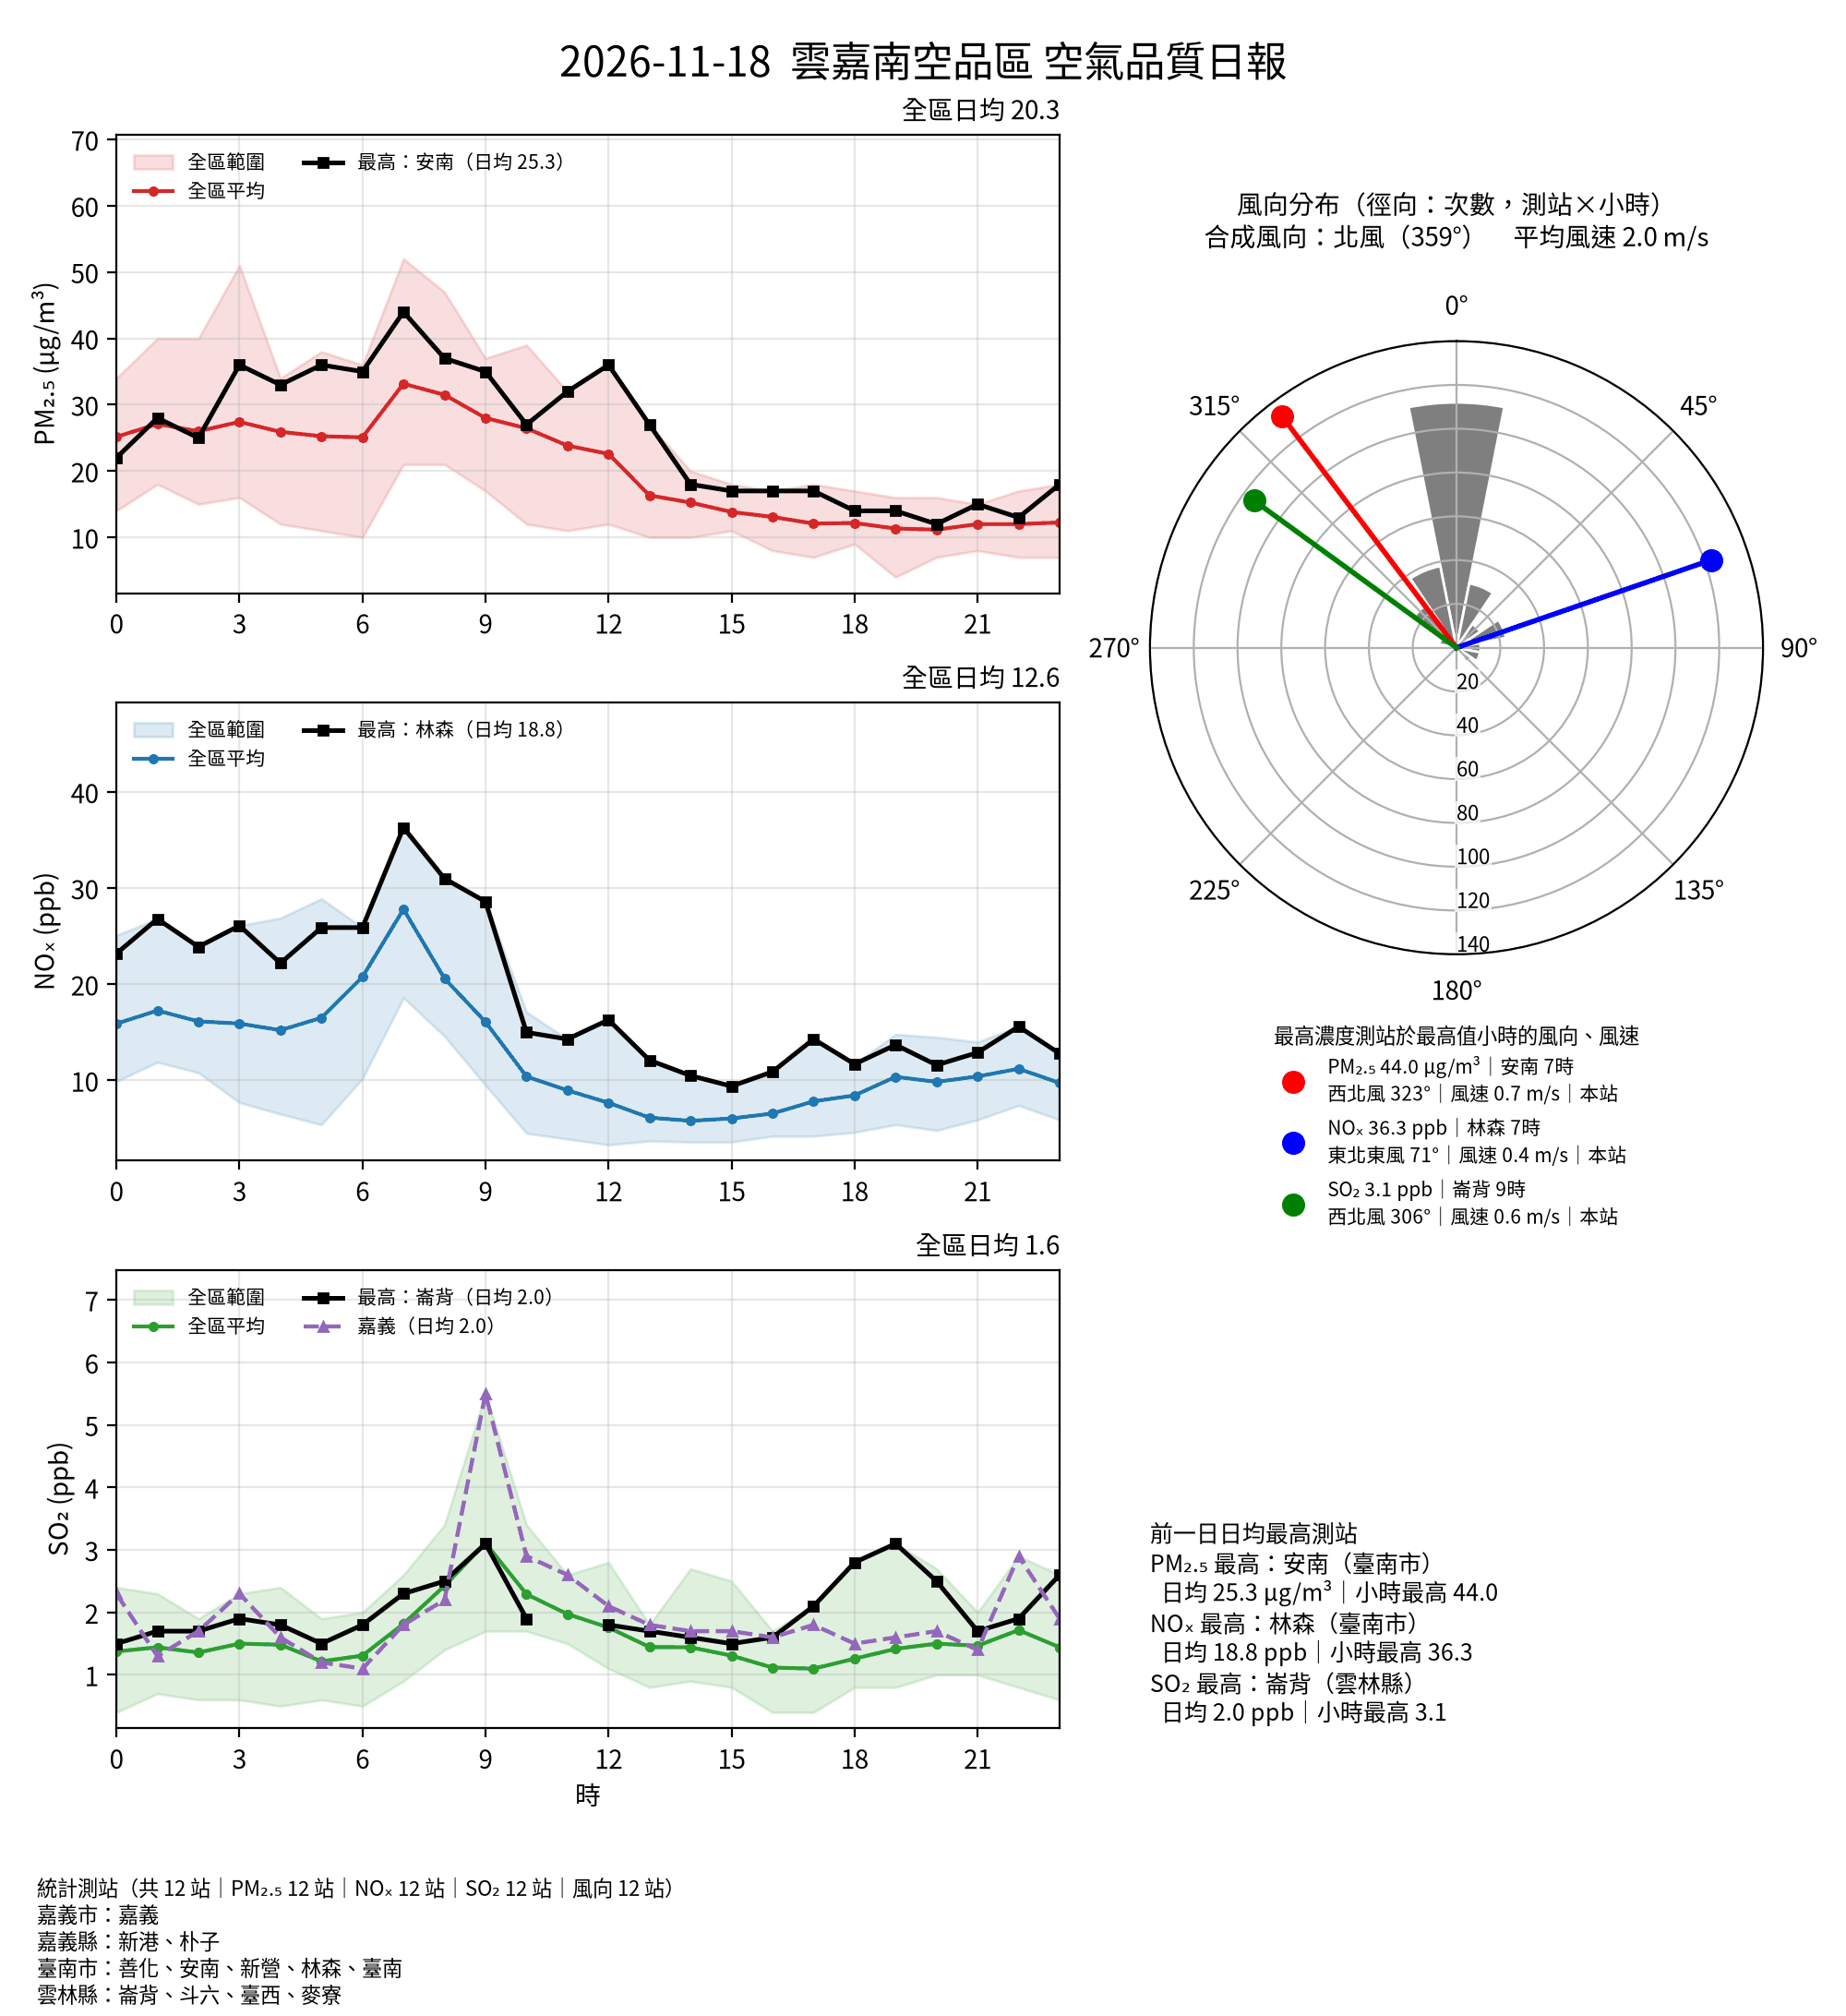 2026-11-18 雲嘉南空品區 空氣品質日報
全區日均 20.3
70
60
50
40
30
20
10
PM₂.₅ (µg/m³)
全區範圍
全區平均
最高：安南（日均 25.3）
0 3 6 9 12 15 18 21
全區日均 12.6
40
30
20
10
NOₓ (ppb)
全區範圍
全區平均
最高：林森（日均 18.8）
0 3 6 9 12 15 18 21
全區日均 1.6
7
6
5
4
3
2
1
SO₂ (ppb)
全區範圍
全區平均
最高：崙背（日均 2.0）
嘉義（日均 2.0）
0 3 6 9 12 15 18 21
時
風向分布（徑向：次數，測站×小時）
合成風向：北風（359°） 平均風速 2.0 m/s
0°
45°
90°
135°
180°
225°
270°
315°
20
40
60
80
100
120
140
最高濃度測站於最高值小時的風向、風速
PM₂.₅ 44.0 µg/m³｜安南 7時
西北風 323°｜風速 0.7 m/s｜本站
NOₓ 36.3 ppb｜林森 7時
東北東風 71°｜風速 0.4 m/s｜本站
SO₂ 3.1 ppb｜崙背 9時
西北風 306°｜風速 0.6 m/s｜本站
前一日日均最高測站
PM₂.₅ 最高：安南（臺南市）
日均 25.3 µg/m³｜小時最高 44.0
NOₓ 最高：林森（臺南市）
日均 18.8 ppb｜小時最高 36.3
SO₂ 最高：崙背（雲林縣）
日均 2.0 ppb｜小時最高 3.1
統計測站（共 12 站｜PM₂.₅ 12 站｜NOₓ 12 站｜SO₂ 12 站｜風向 12 站）
嘉義市：嘉義
嘉義縣：新港、朴子
臺南市：善化、安南、新營、林森、臺南
雲林縣：崙背、斗六、臺西、麥寮